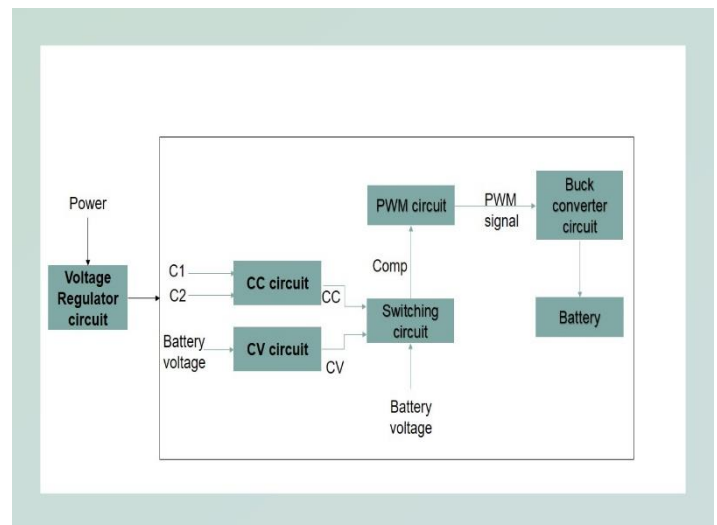 Power
Voltage
Regulator
circuit
C1
C2
CC circuit
CC
Battery
voltage
CV circuit
CV
Switching
circuit
Battery
voltage
Comp
PWM circuit
PWM
signal
Buck
converter
circuit
Battery